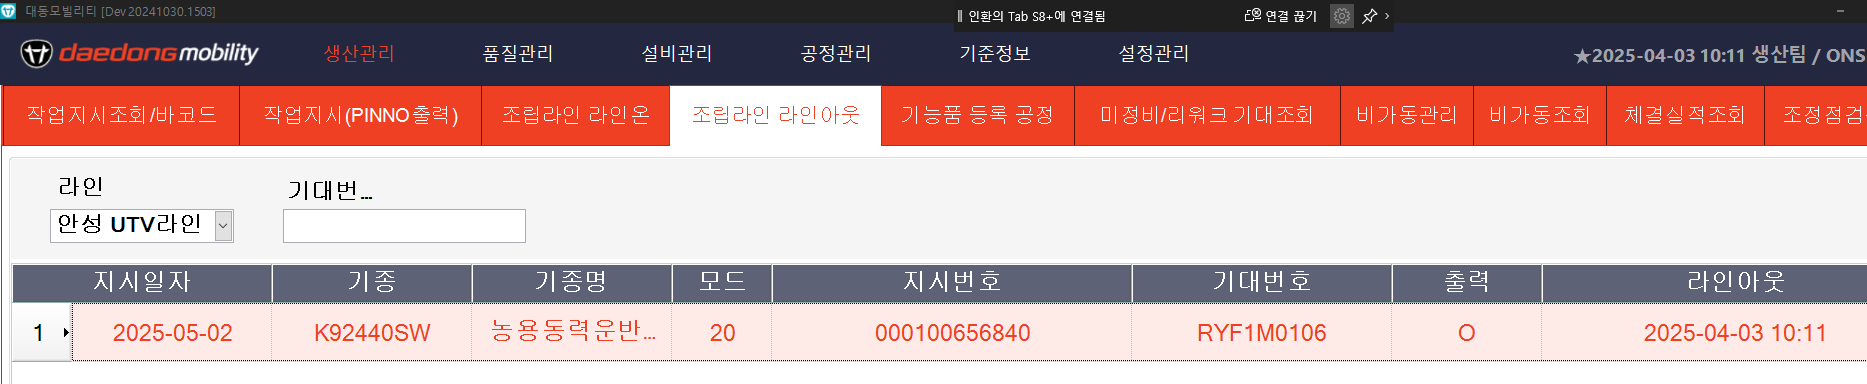 대동모빌리티 [Dev 20241030.1503]
인환의 Tab S8+에 연결됨 연결 끊기
daedong mobility 생산관리 품질관리 설비관리 공정관리 기준정보 설정관리 ★2025-04-03 10:11 생산팀 / ONS
작업지시조회/바코드 작업지시(PINNO출력) 조립라인 라인온 조립라인 라인아웃 기능품 등록 공정 미정비/리워크 기대조회 비가동관리 비가동조회 체결실적조회 조정점검
라인 기대번...
안성 UTV라인
지시일자 기종 기종명 모드 지시번호 기대번호 출력 라인아웃
1 2025-05-02 K92440SW 농용동력운반... 20 000100656840 RYF1M0106 O 2025-04-03 10:11